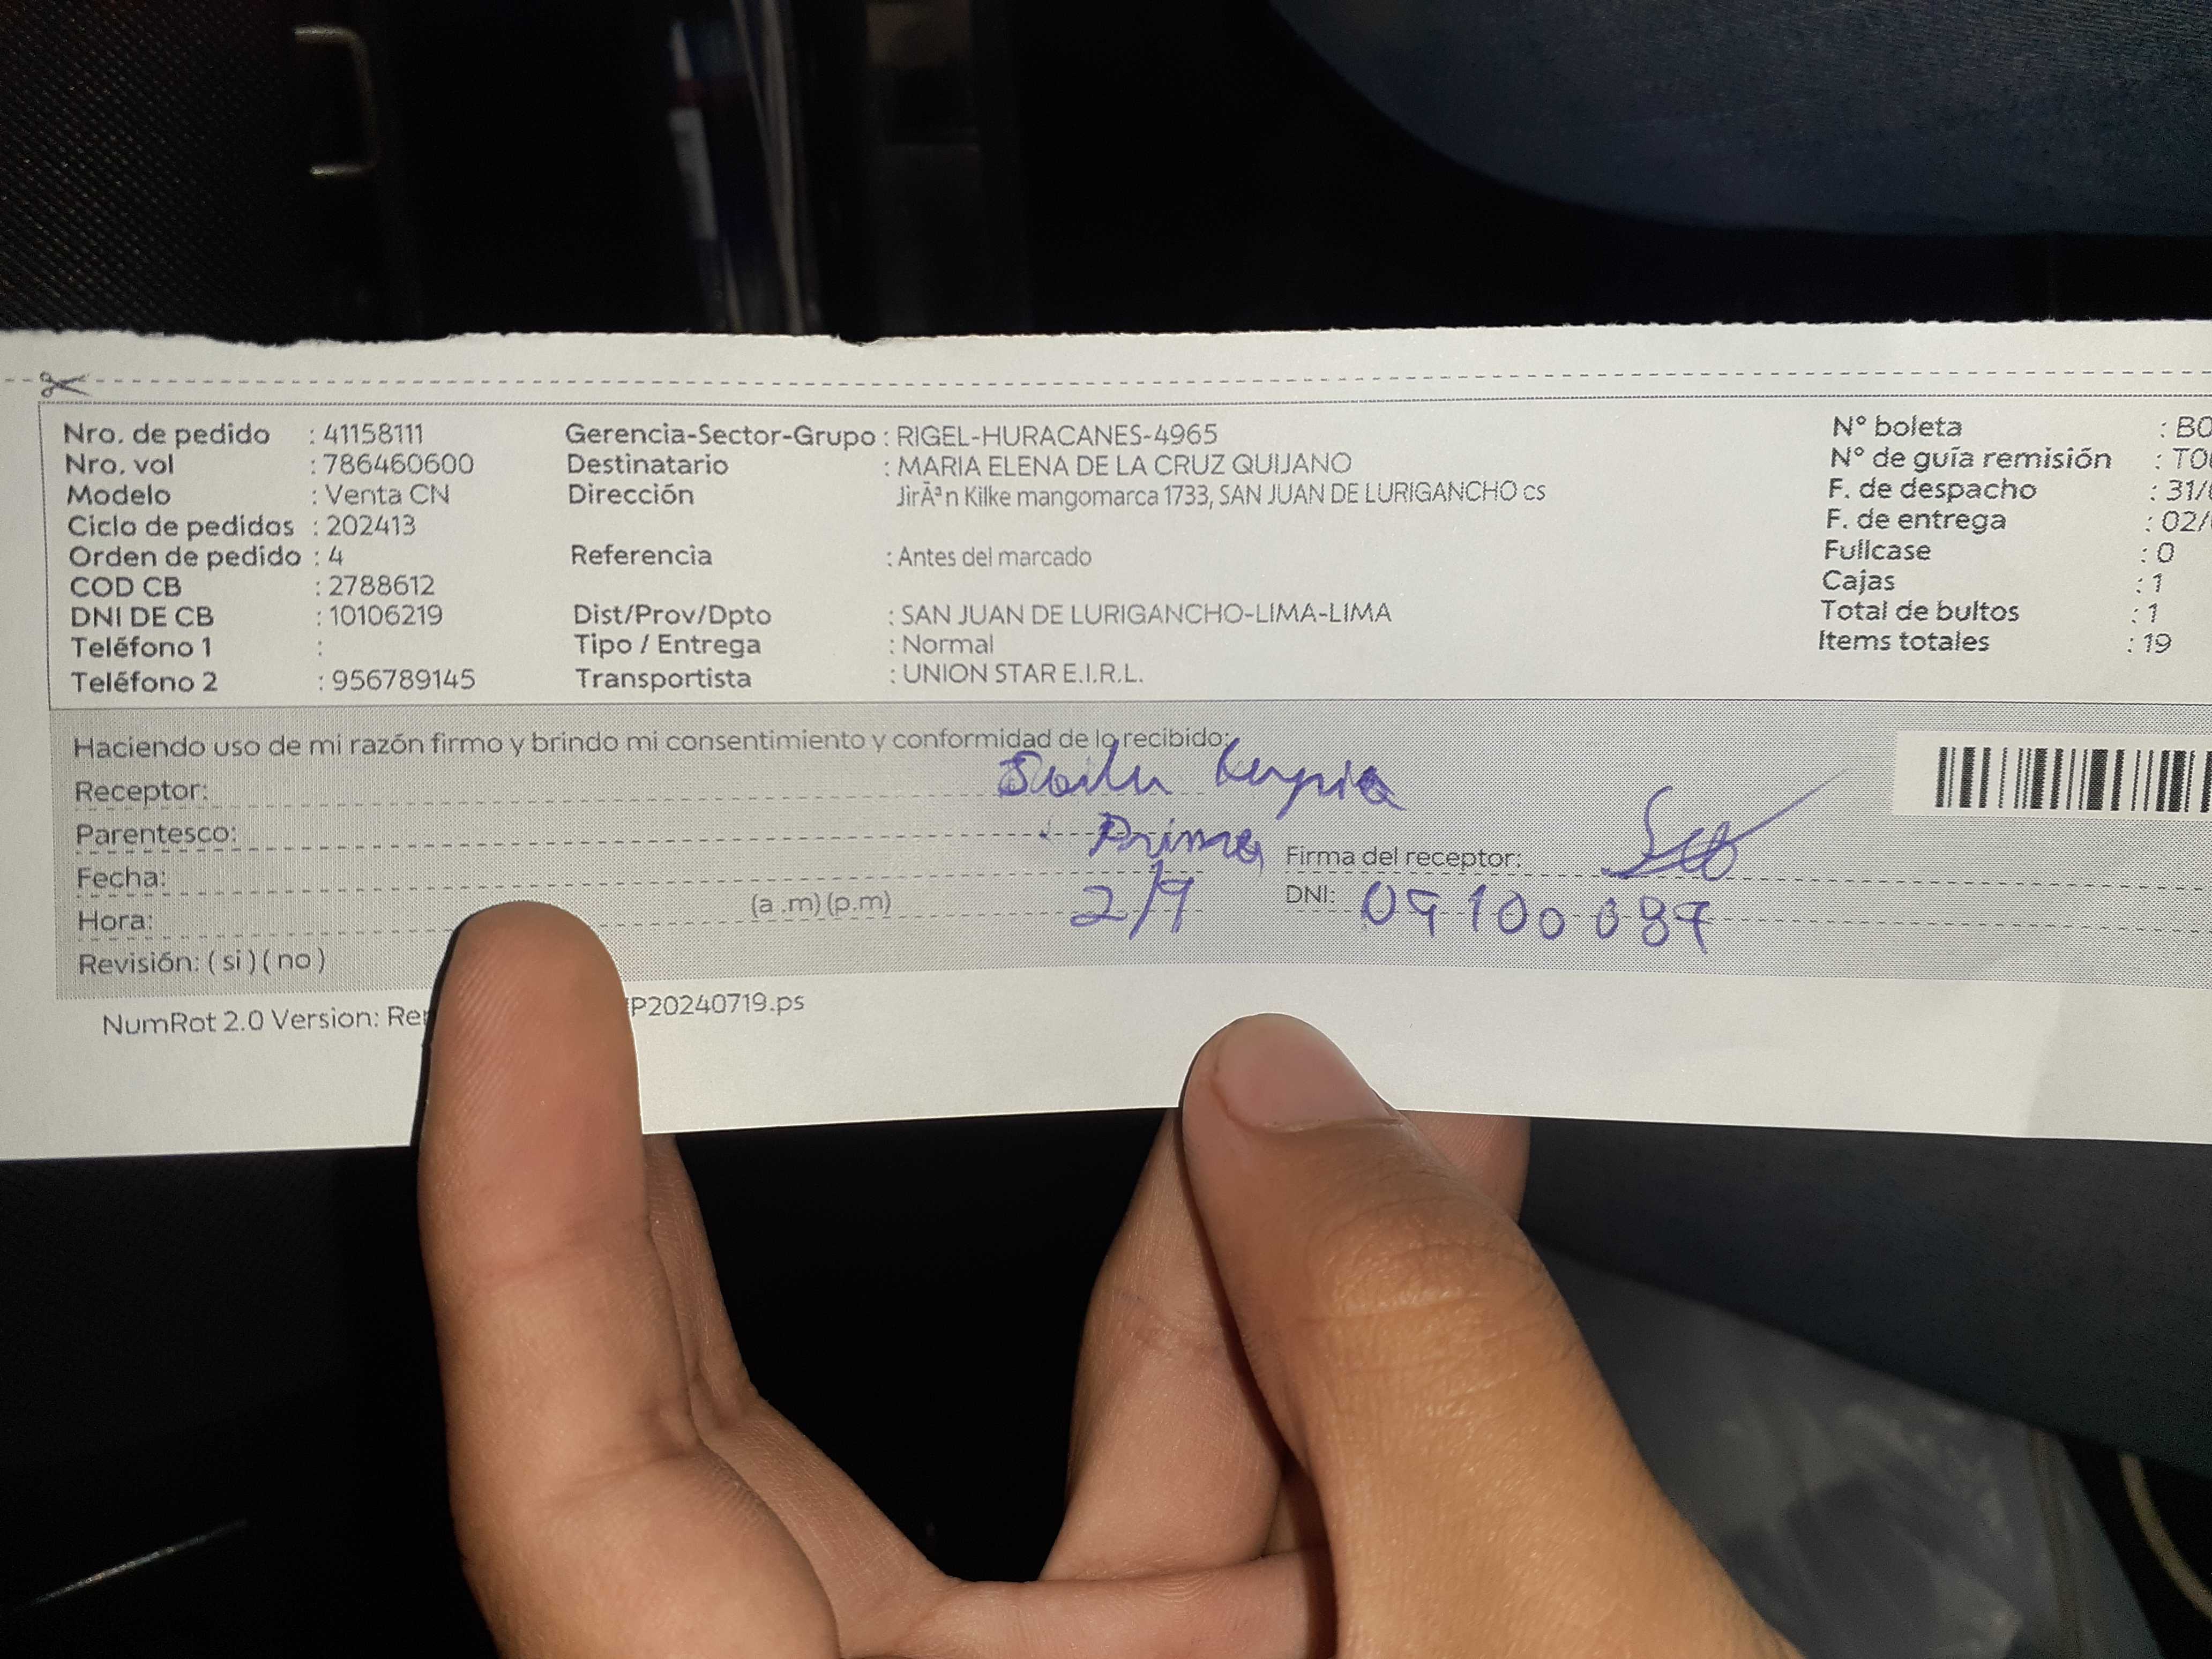 Nro. de pedido : 41158111 Gerencia-Sector-Grupo : RIGEL-HURACANES-4965 N° boleta : B0
Nro. vol : 786460600 Destinatario : MARIA ELENA DE LA CRUZ QUIJANO N° de guía remisión : T0
Modelo : Venta CN Dirección JirÃªn Kilke mangomarca 1733, SAN JUAN DE LURIGANCHO cs F. de despacho : 31/
Ciclo de pedidos : 202413 F. de entrega : 02/
Orden de pedido : 4 Referencia : Antes del marcado Fullcase : 0
COD CB : 2788612 Cajas : 1
DNI DE CB : 10106219 Dist/Prov/Dpto : SAN JUAN DE LURIGANCHO-LIMA-LIMA Total de bultos : 1
Teléfono 1 : Tipo / Entrega : Normal Items totales : 19
Teléfono 2 : 956789145 Transportista : UNION STAR E.I.R.L.
Haciendo uso de mi razón firmo y brindo mi consentimiento y conformidad de lo recibido:
Receptor:
Parentesco: Prima Firma del receptor:
Fecha: 2/9 DNI: 09100089
Hora: (a .m) (p.m)
Revisión: ( si ) ( no )
NumRot 2.0 Version: P20240719.ps